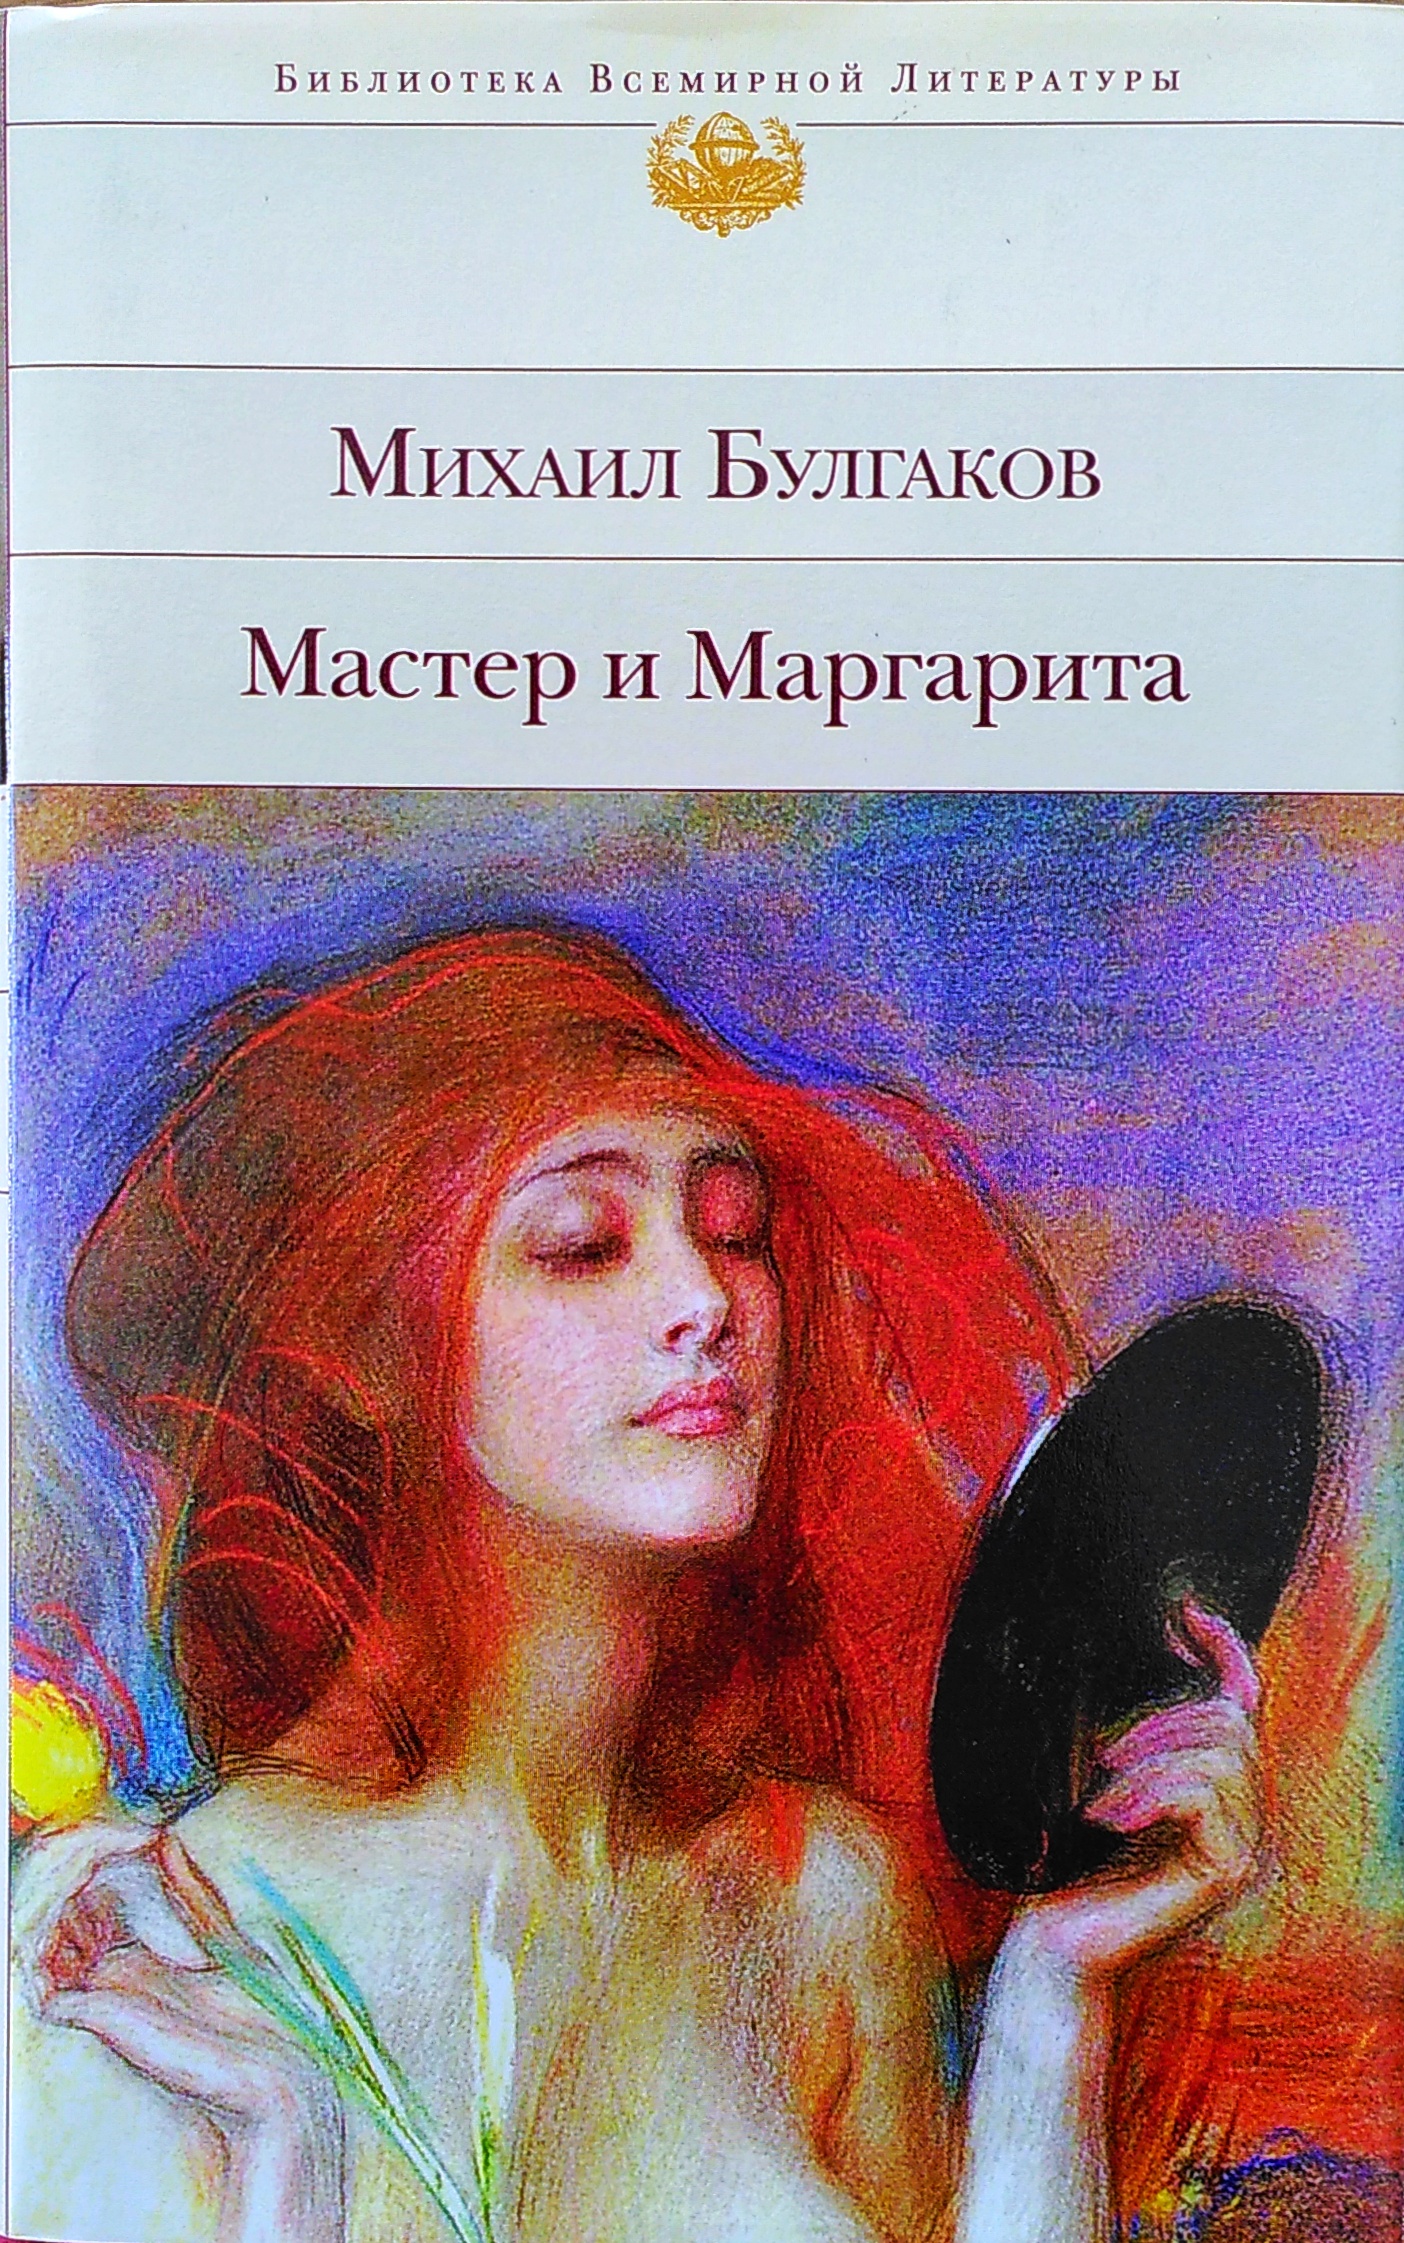 Библиотека Всемирной Литературы
Михаил Булгаков
Мастер и Маргарита